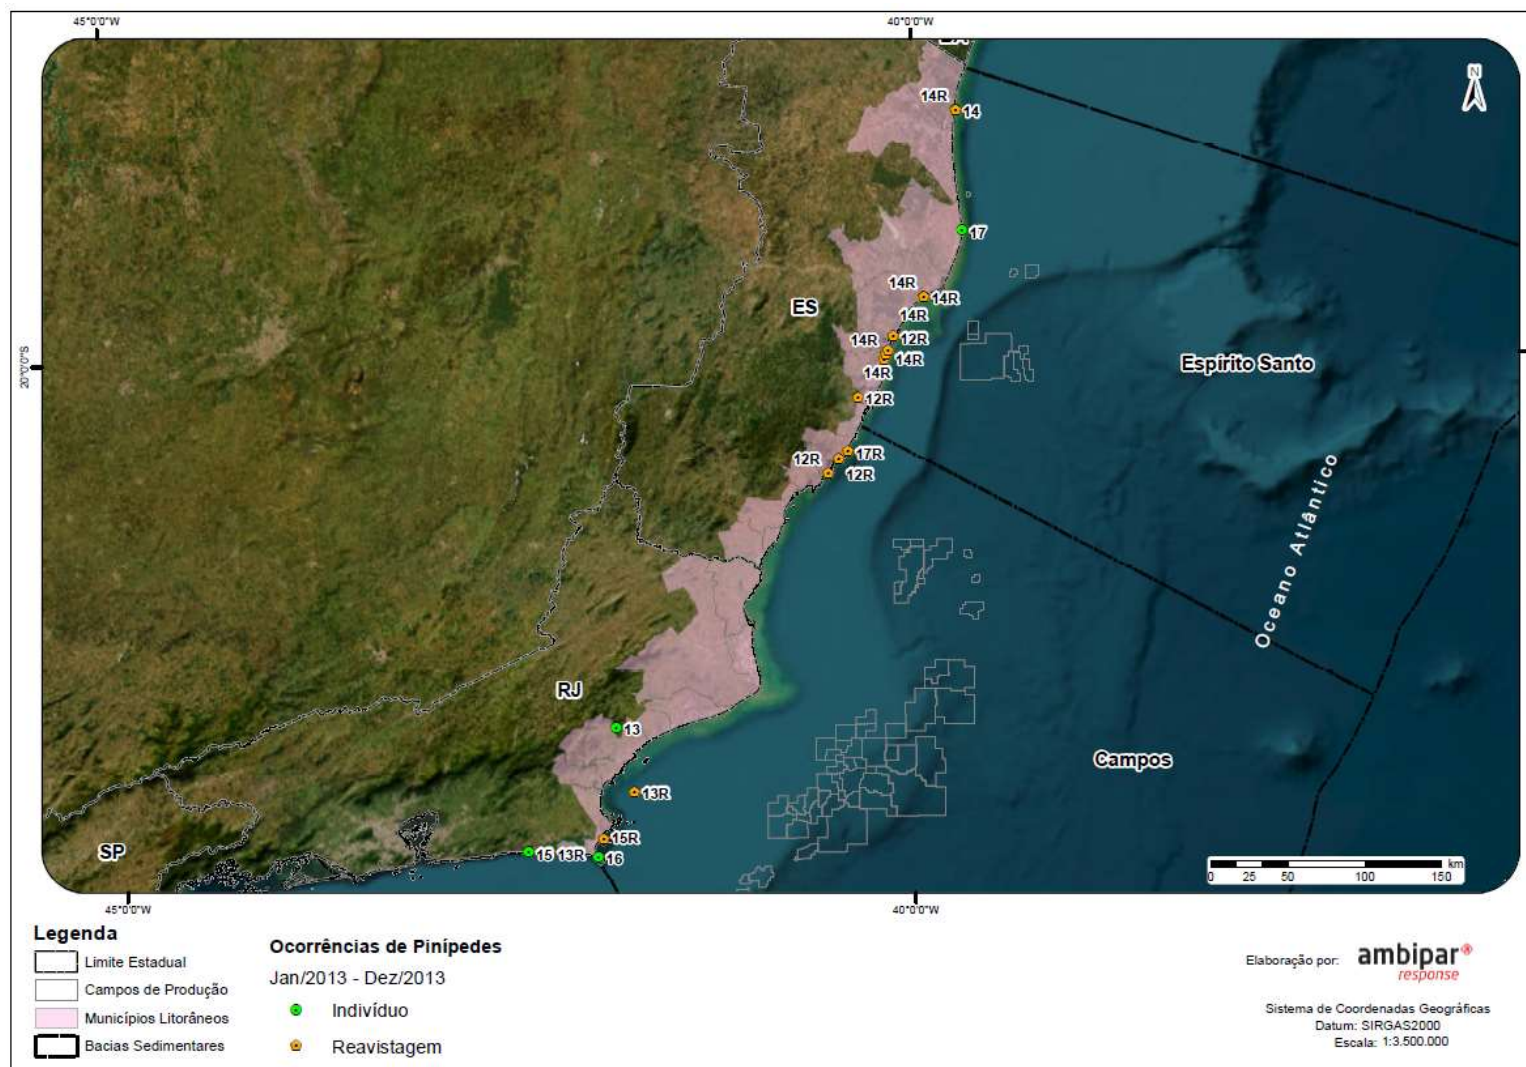 45°0'0"W
40°0'0"W
N
14R
14
17
14R
14R
ES
14R
12R
14R
14R
14R
Espírito Santo
20°0'0"S
12R
17R
12R
12R
Oceano Atlântico
RJ
13
Campos
13R
15R
SP
15
13R
16
km
0
25
50
100
150
45°0'0"W
40°0'0"W
Legenda
Limite Estadual
Campos de Produção
Municípios Litorâneos
Bacias Sedimentares
Ocorrências de Pinípedes
Jan/2013 - Dez/2013
Indivíduo
Reavistagem
Elaboração por:
ambipar®
response
Sistema de Coordenadas Geográficas
Datum: SIRGAS2000
Escala: 1:3.500.000